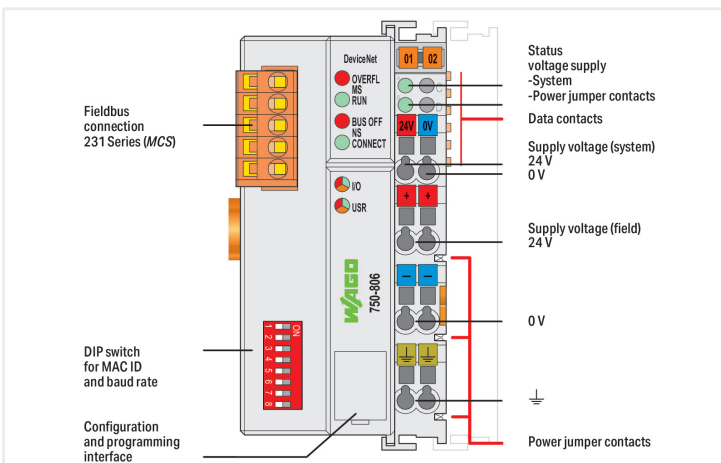 Fieldbus
connection
231 Series (MCS)
DIP switch
for MAC ID
and baud rate
Configuration
and programming
interface
DeviceNet
OVERFL
MS
RUN
BUS OFF
NS
CONNECT
I/O
USR
WAGO
750-806
ON
1
2
3
4
5
6
7
8
01 02
A
C
B
D
24V 0V
+ +
— —
Status
voltage supply
-System
-Power jumper contacts
Data contacts
Supply voltage (system)
24 V
0 V
Supply voltage (field)
24 V
0 V
Power jumper contacts